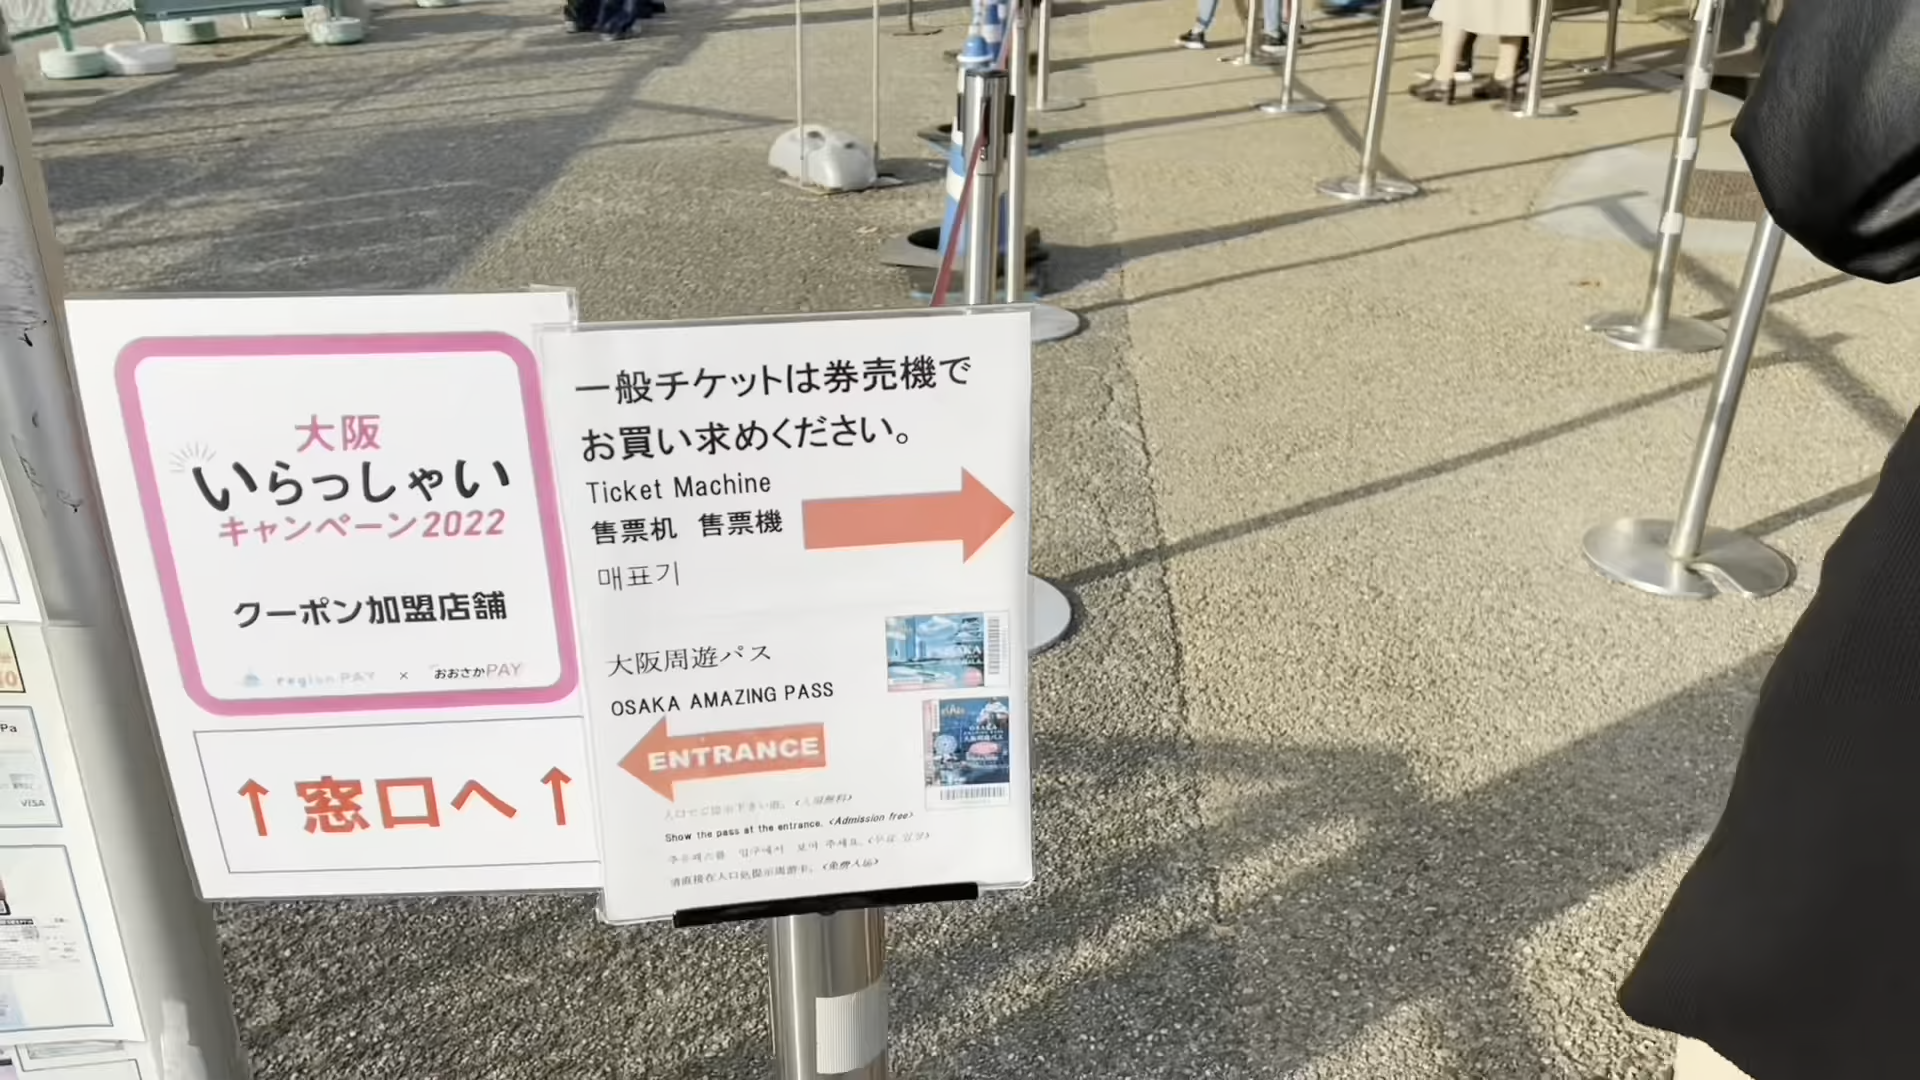 大阪
いらっしゃい
キャンペーン2022
クーポン加盟店舗
region PAY × おおさかPAY
↑窓口へ↑
一般チケットは券売機で
お買い求めください。
Ticket Machine
售票机 售票機
매표기
大阪周遊パス
OSAKA AMAZING PASS
ENTRANCE
Show the pass at the entrance. <Admission free>
VISA